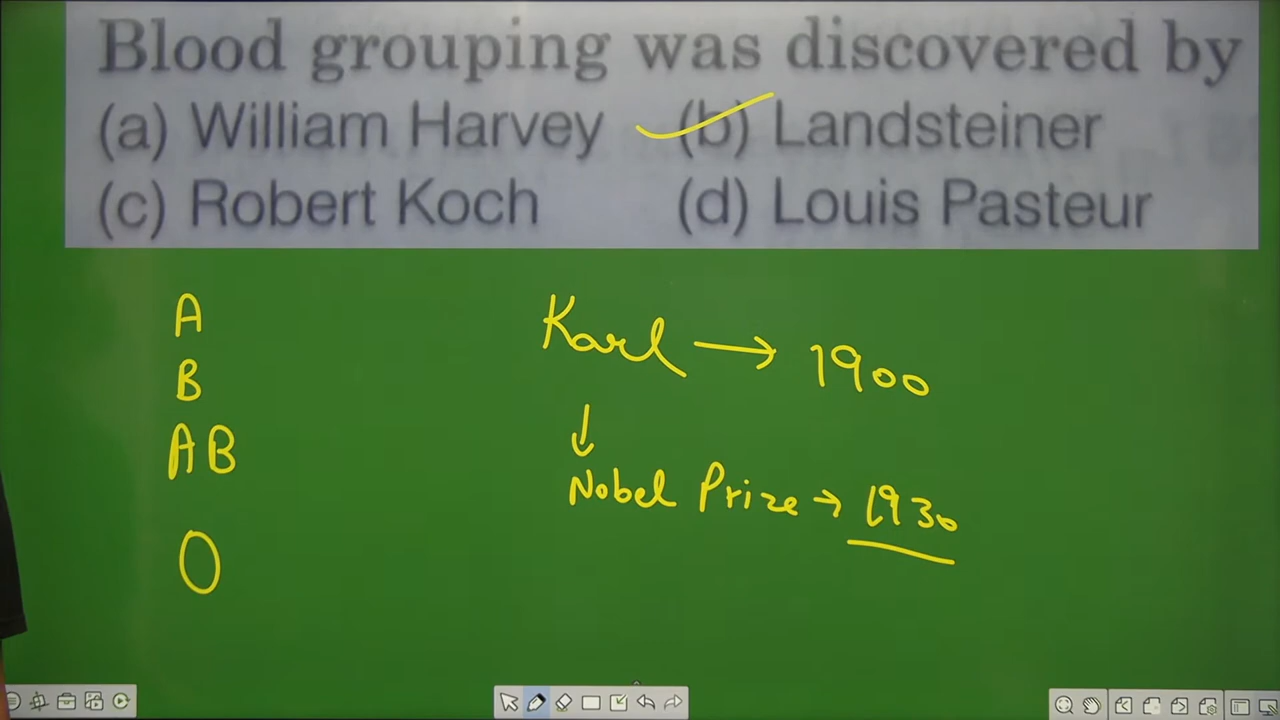 Blood grouping was discovered by
(a) William Harvey (b) Landsteiner
(c) Robert Koch (d) Louis Pasteur
A
B
AB
O
Karl → 1900
↓
Nobel Prize → 1930